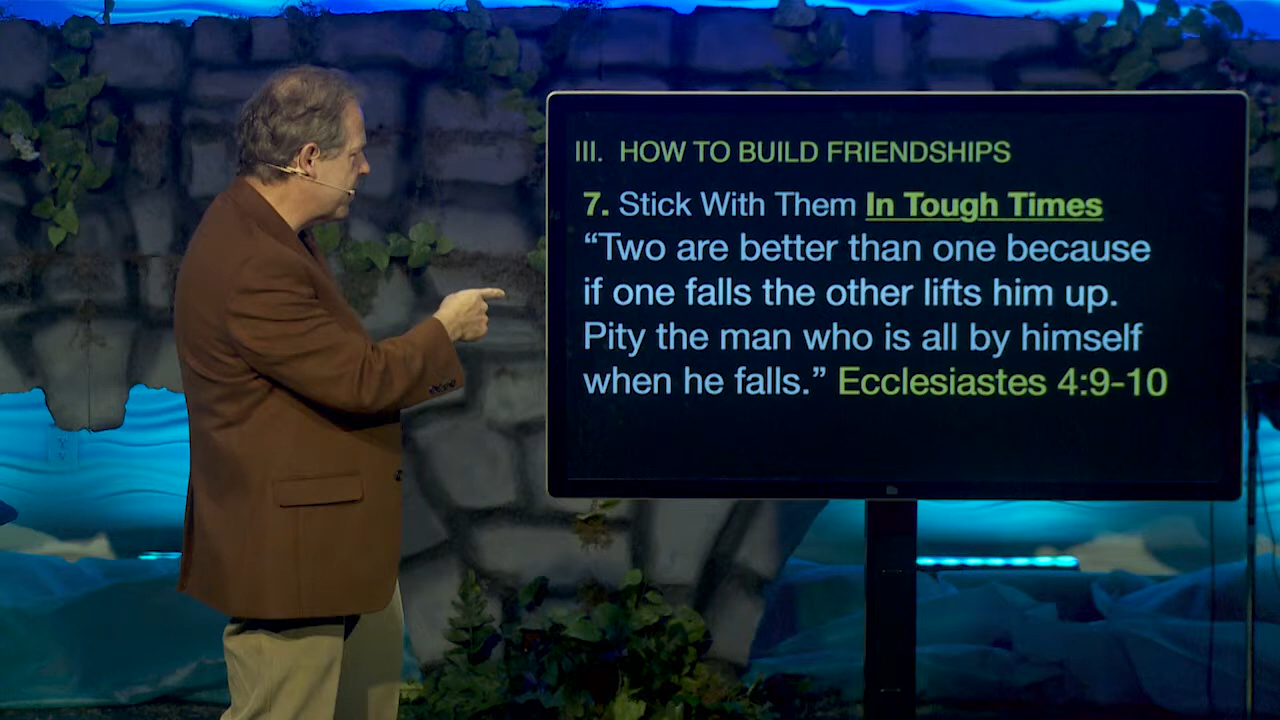 III. HOW TO BUILD FRIENDSHIPS
7. Stick With Them In Tough Times
“Two are better than one because
if one falls the other lifts him up.
Pity the man who is all by himself
when he falls.” Ecclesiastes 4:9-10